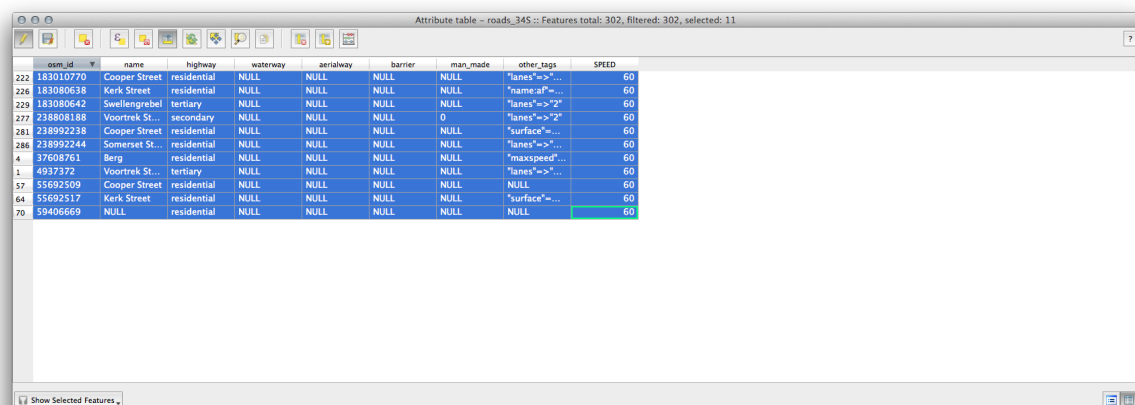 Attribute table – roads_34S :: Features total: 302, filtered: 302, selected: 11
ε
?
osm_id name highway waterway aerialway barrier man_made other_tags SPEED
222 183010770 Cooper Street residential NULL NULL NULL NULL "lanes"=>"... 60
226 183080638 Kerk Street residential NULL NULL NULL NULL "name:af"=... 60
229 183080642 Swellengrebel tertiary NULL NULL NULL NULL "lanes"=>"2" 60
277 238808188 Voortrek St... secondary NULL NULL NULL 0 "lanes"=>"2" 60
281 238992238 Cooper Street residential NULL NULL NULL NULL "surface"=... 60
286 238992244 Somerset St... residential NULL NULL NULL NULL "lanes"=>"... 60
4 37608761 Berg residential NULL NULL NULL NULL "maxspeed"... 60
1 4937372 Voortrek St... tertiary NULL NULL NULL NULL "lanes"=>"... 60
57 55692509 Cooper Street residential NULL NULL NULL NULL NULL 60
64 55692517 Kerk Street residential NULL NULL NULL NULL "surface"=... 60
70 59406669 NULL residential NULL NULL NULL NULL NULL 60
Show Selected Features